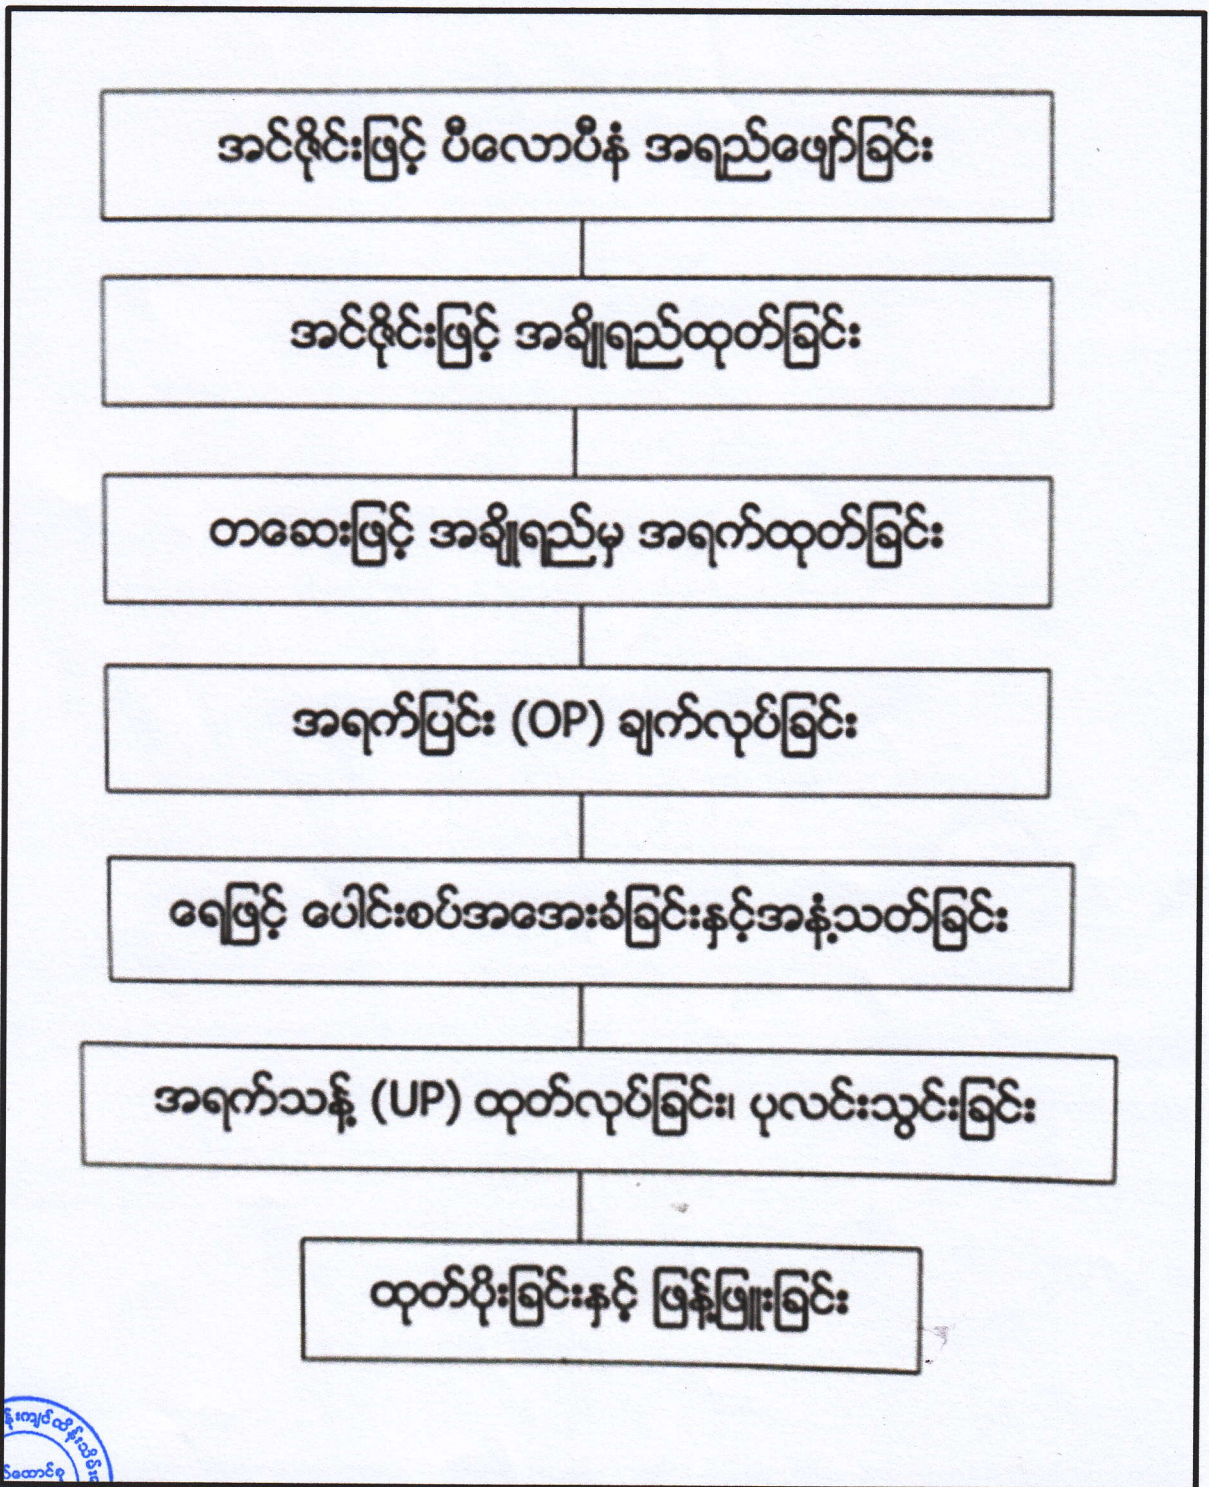 အင်ဇိုင်းဖြင့် ပီလောပီနံ အရည်ဖျော်ခြင်း
အင်ဇိုင်းဖြင့် အချိုရည်ထုတ်ခြင်း
တဆေးဖြင့် အချိုရည်မှ အရက်ထုတ်ခြင်း
အရက်ပြင်း (OP) ချက်လုပ်ခြင်း
ရေဖြင့် ပေါင်းစပ်အအေးခံခြင်းနှင့်အနံ့သတ်ခြင်း
အရက်သန့် (UP) ထုတ်လုပ်ခြင်း၊ ပုလင်းသွင်းခြင်း
ထုတ်ပိုးခြင်းနှင့် ဖြန့်ဖြူးခြင်း